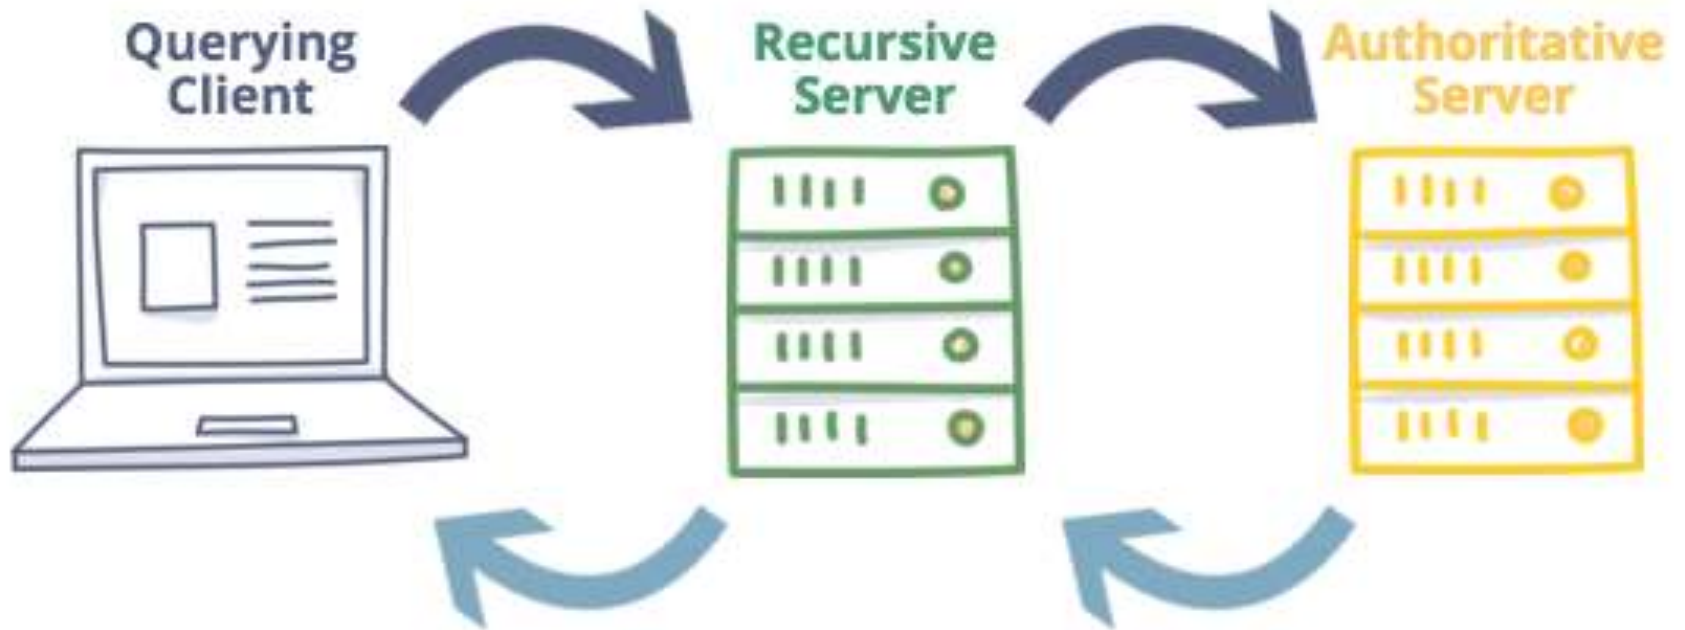 Querying
Client
Recursive
Server
Authoritative
Server